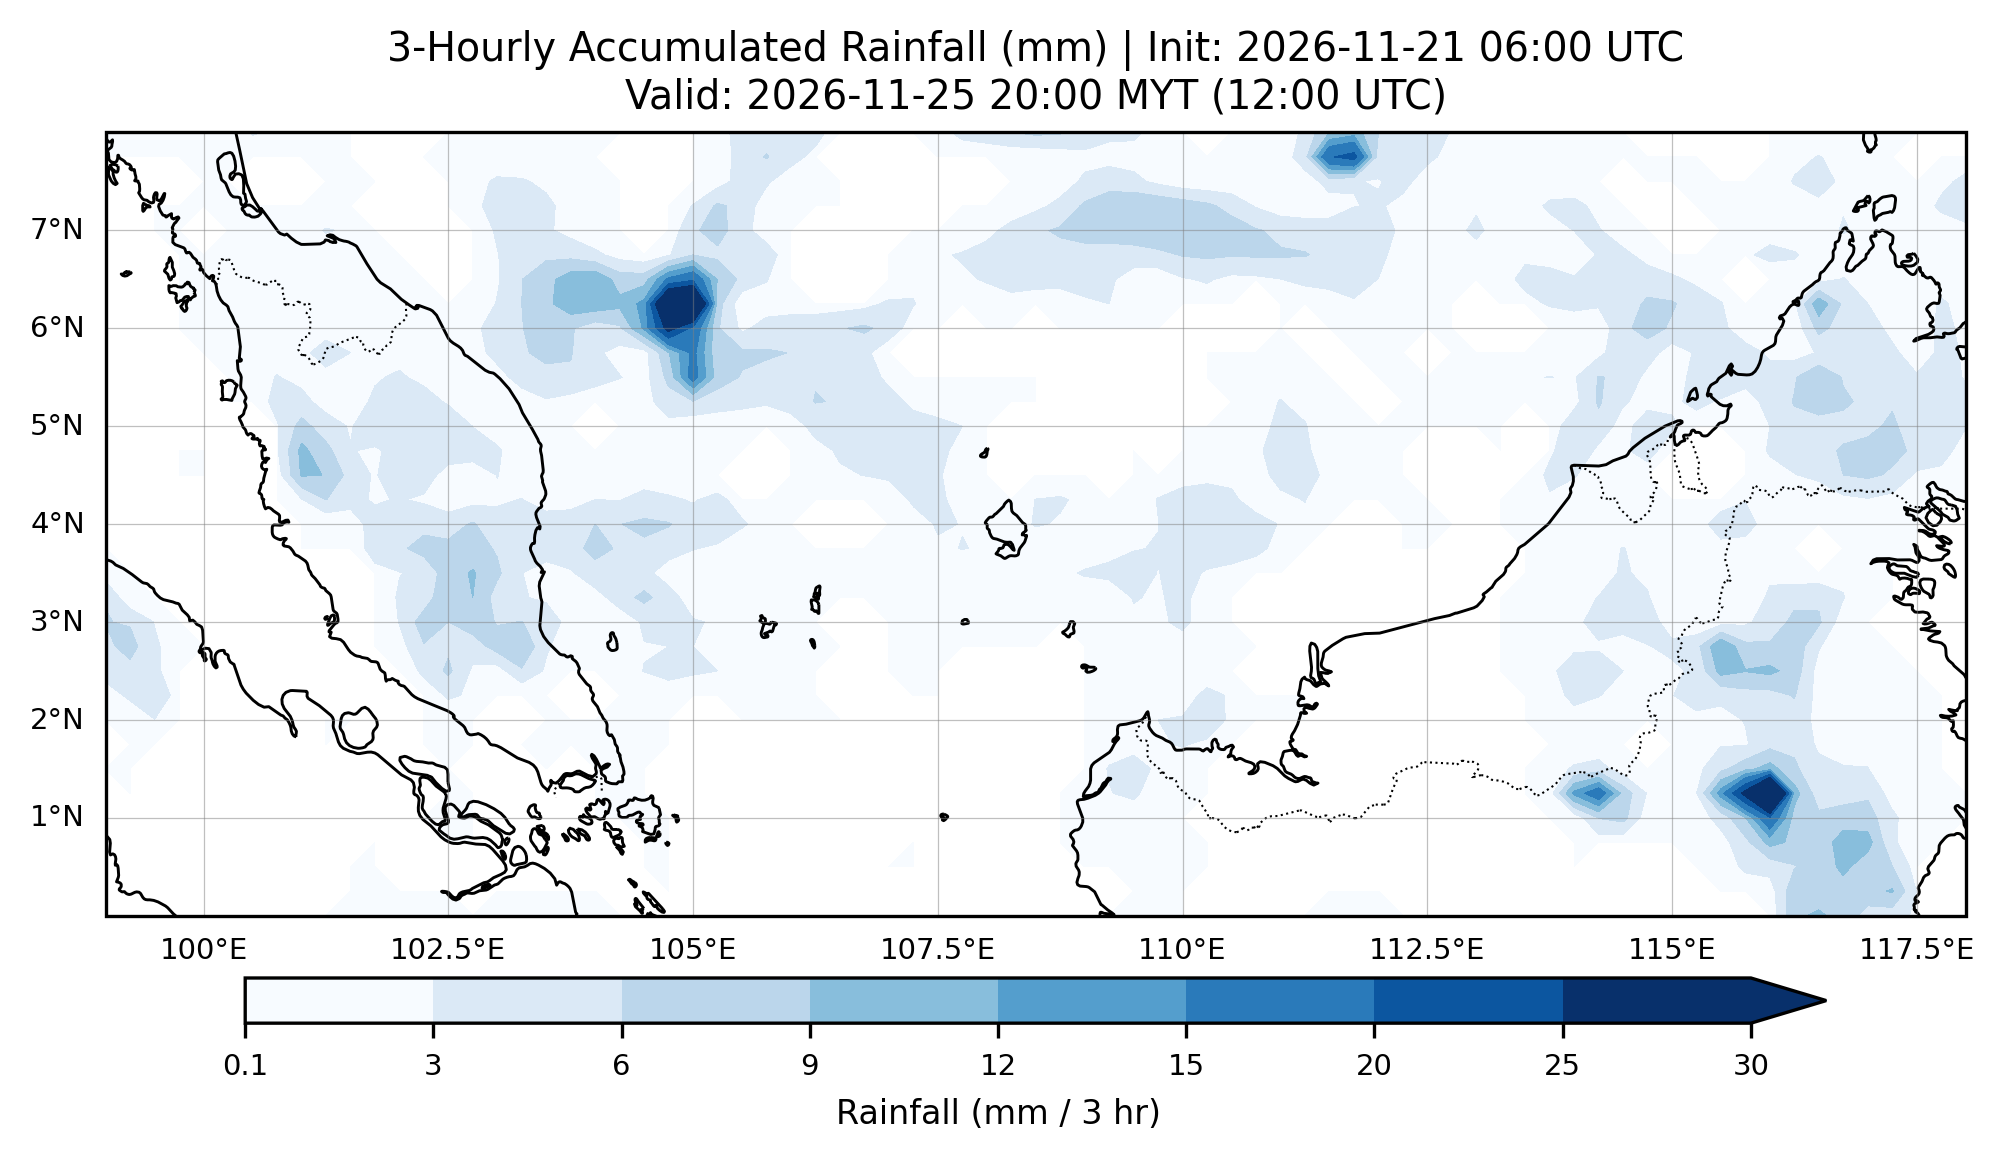 3-Hourly Accumulated Rainfall (mm) | Init: 2026-11-21 06:00 UTC
Valid: 2026-11-25 20:00 MYT (12:00 UTC)
7°N
6°N
5°N
4°N
3°N
2°N
1°N
100°E 102.5°E 105°E 107.5°E 110°E 112.5°E 115°E 117.5°E
0.1 3 6 9 12 15 20 25 30
Rainfall (mm / 3 hr)